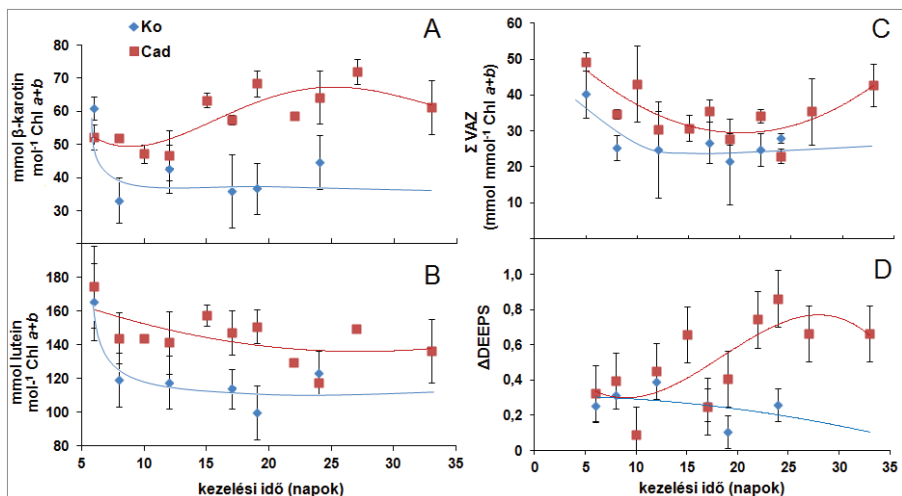 Ko
Cad
A
mmol β-karotin
mol⁻¹ Chl a+b
80
70
60
50
40
30
B
mmol lutein
mol⁻¹ Chl a+b
180
160
140
120
100
80
5 10 15 20 25 30 35
kezelési idő (napok)
C
Σ VAZ
(mmol mmol⁻¹ Chl a+b)
60
50
40
30
20
10
0
D
ΔDEEPS
1,0
0,8
0,6
0,4
0,2
0
0 5 10 15 20 25 30 35
kezelési idő (napok)